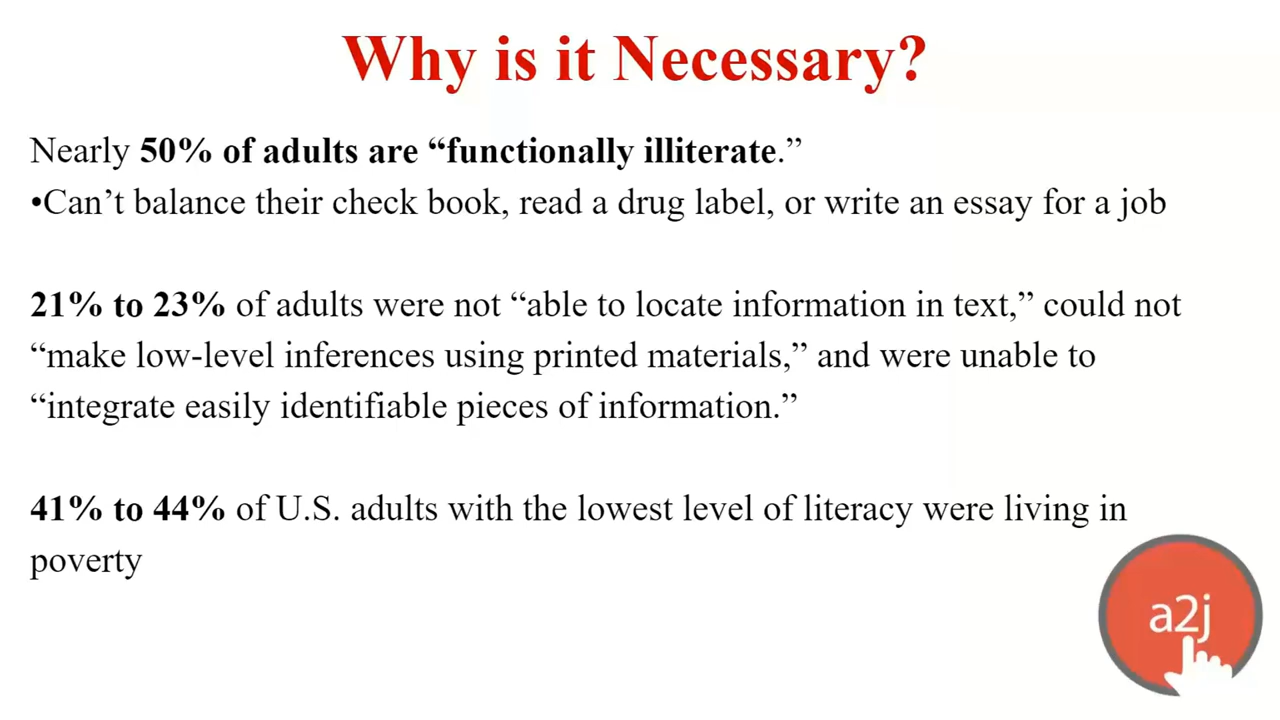 Why is it Necessary?
Nearly 50% of adults are “functionally illiterate.”
•Can’t balance their check book, read a drug label, or write an essay for a job
21% to 23% of adults were not “able to locate information in text,” could not
“make low-level inferences using printed materials,” and were unable to
“integrate easily identifiable pieces of information.”
41% to 44% of U.S. adults with the lowest level of literacy were living in
poverty
a2j